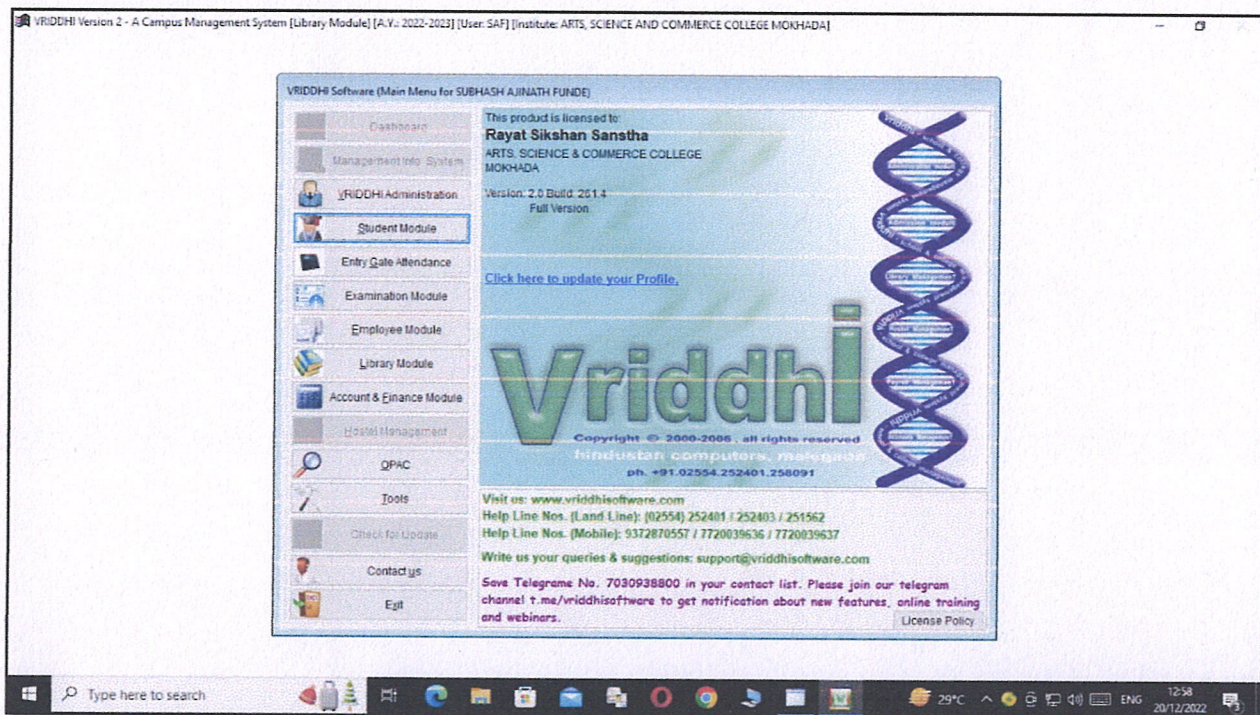 VRIDDHI Version 2 - A Campus Management System [Library Module] [A.Y.: 2022-2023] [User: SAF] [Institute: ARTS, SCIENCE AND COMMERCE COLLEGE MOKHADA]
VRIDDHI Software (Main Menu for SUBHASH AJINATH FUNDE)
Dashboard
Management Info. System
VRIDDHI Administration
Student Module
Entry Gate Attendance
Examination Module
Employee Module
Library Module
Account & Finance Module
Hostel Management
OPAC
Tools
Check for Update
Contact us
Exit
This product is licensed to:
Rayat Sikshan Sanstha
ARTS, SCIENCE & COMMERCE COLLEGE
MOKHADA
Version: 2.0 Build: 261.4
Full Version
Click here to update your Profile.
Vriddhi
Copyright © 2000-2006 , all rights reserved
hindustan computers, malegaon
ph. +91.02554.252401.258091
Visit us: www.vriddhisoftware.com
Help Line Nos. (Land Line): (02554) 252401 / 252403 / 251562
Help Line Nos. (Mobile): 9372870557 / 7720039636 / 7720039637
Write us your queries & suggestions: support@vriddhisoftware.com
Save Telegrame No. 7030938800 in your contact list. Please join our telegram
channel t.me/vriddhisoftware to get notification about new features, online training
and webinars.
License Policy
Type here to search
29°C
ENG
12:58
20/12/2022
3